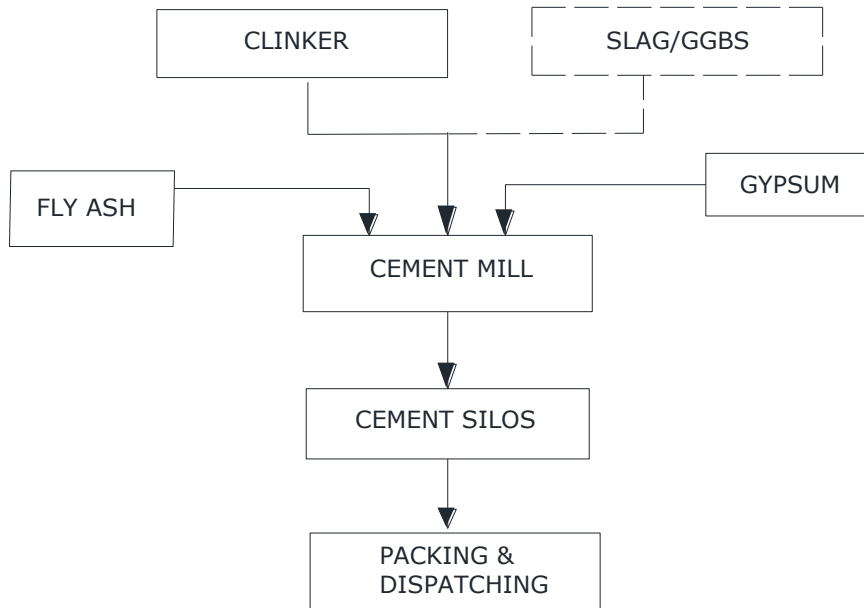 CLINKER
SLAG/GGBS
FLY ASH
GYPSUM
CEMENT MILL
CEMENT SILOS
PACKING &
DISPATCHING